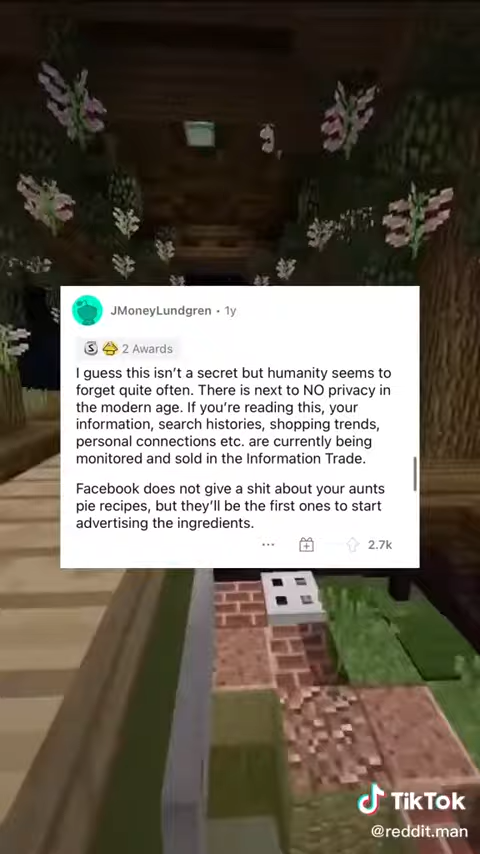 JMoneyLundgren • 1y
2 Awards
I guess this isn't a secret but humanity seems to
forget quite often. There is next to NO privacy in
the modern age. If you're reading this, your
information, search histories, shopping trends,
personal connections etc. are currently being
monitored and sold in the Information Trade.
Facebook does not give a shit about your aunts
pie recipes, but they'll be the first ones to start
advertising the ingredients.
2.7k
TikTok
@reddit.man